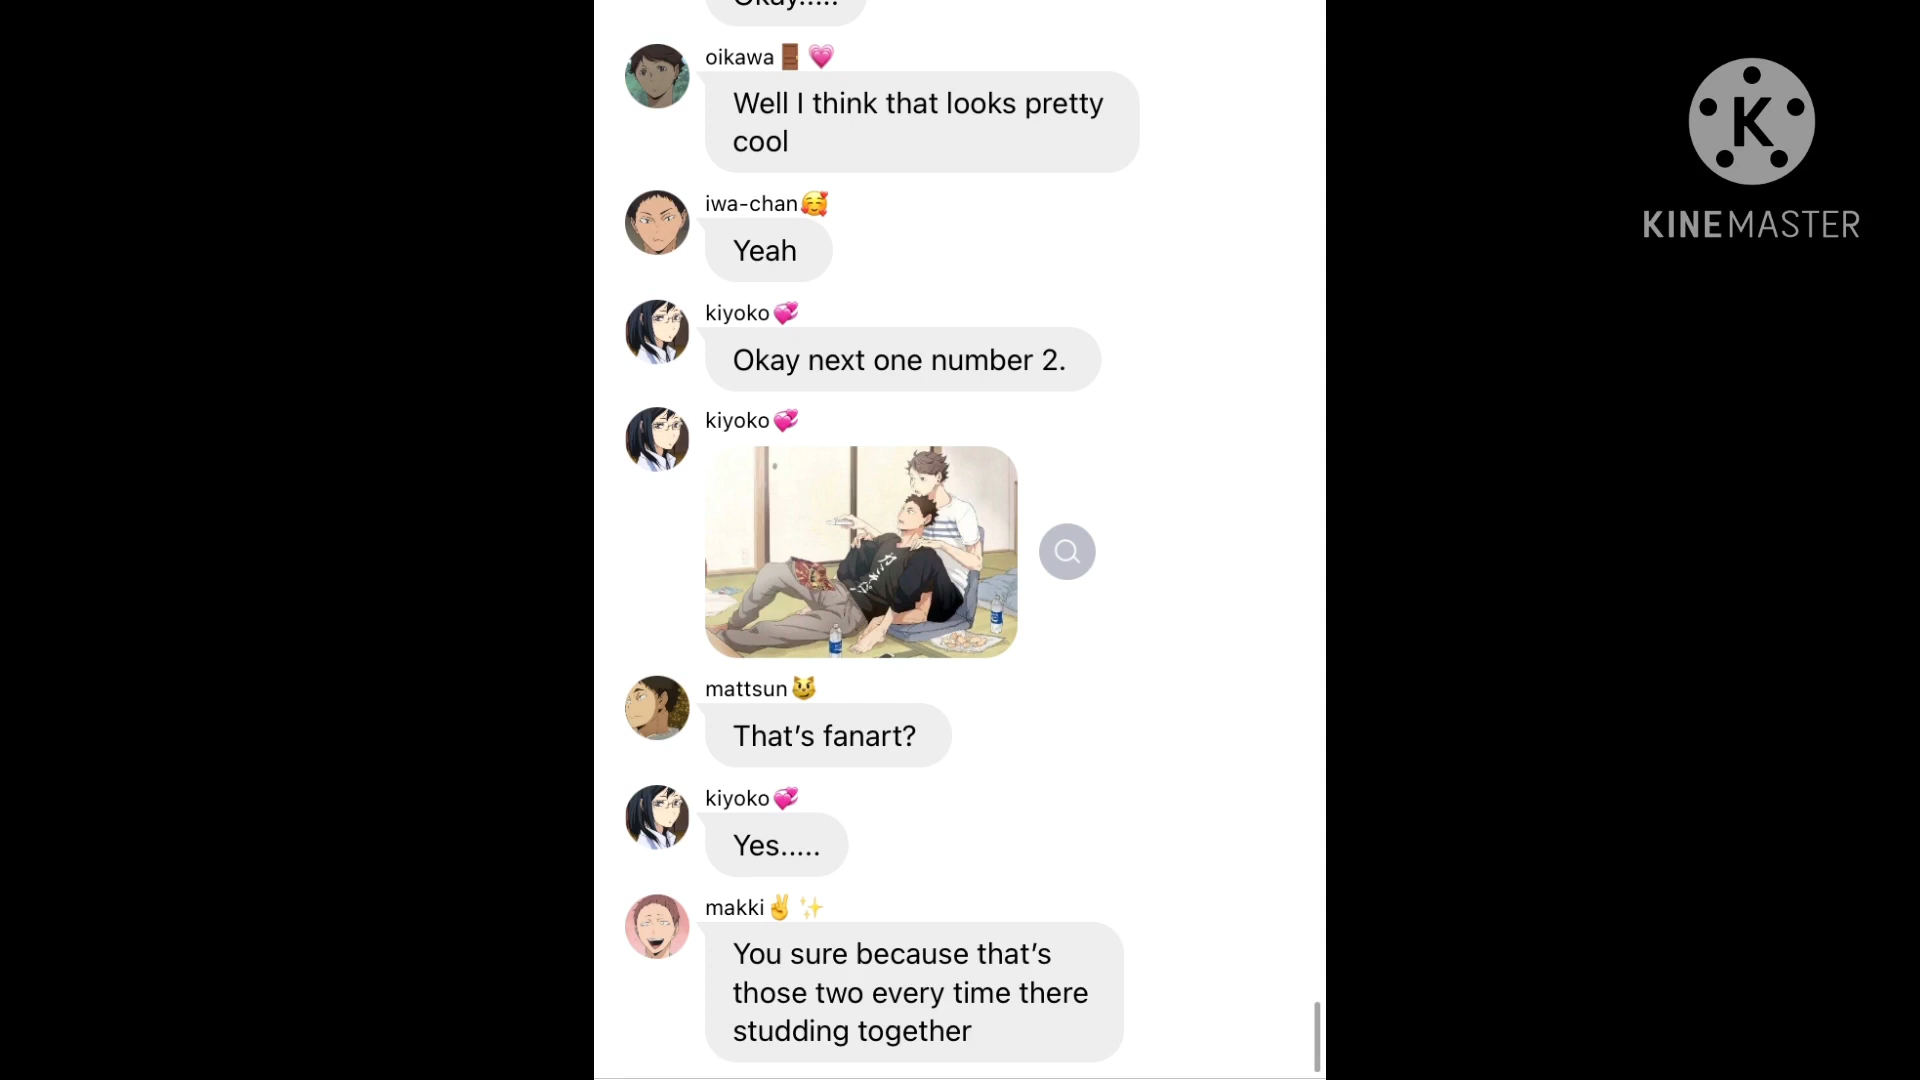 Okay.....
oikawa🚪💗
Well I think that looks pretty
cool
iwa-chan🥰
Yeah
kiyoko💞
Okay next one number 2.
kiyoko💞
mattsun😼
That's fanart?
kiyoko💞
Yes.....
makki✌️✨
You sure because that's
those two every time there
studding together
K
KINEMASTER